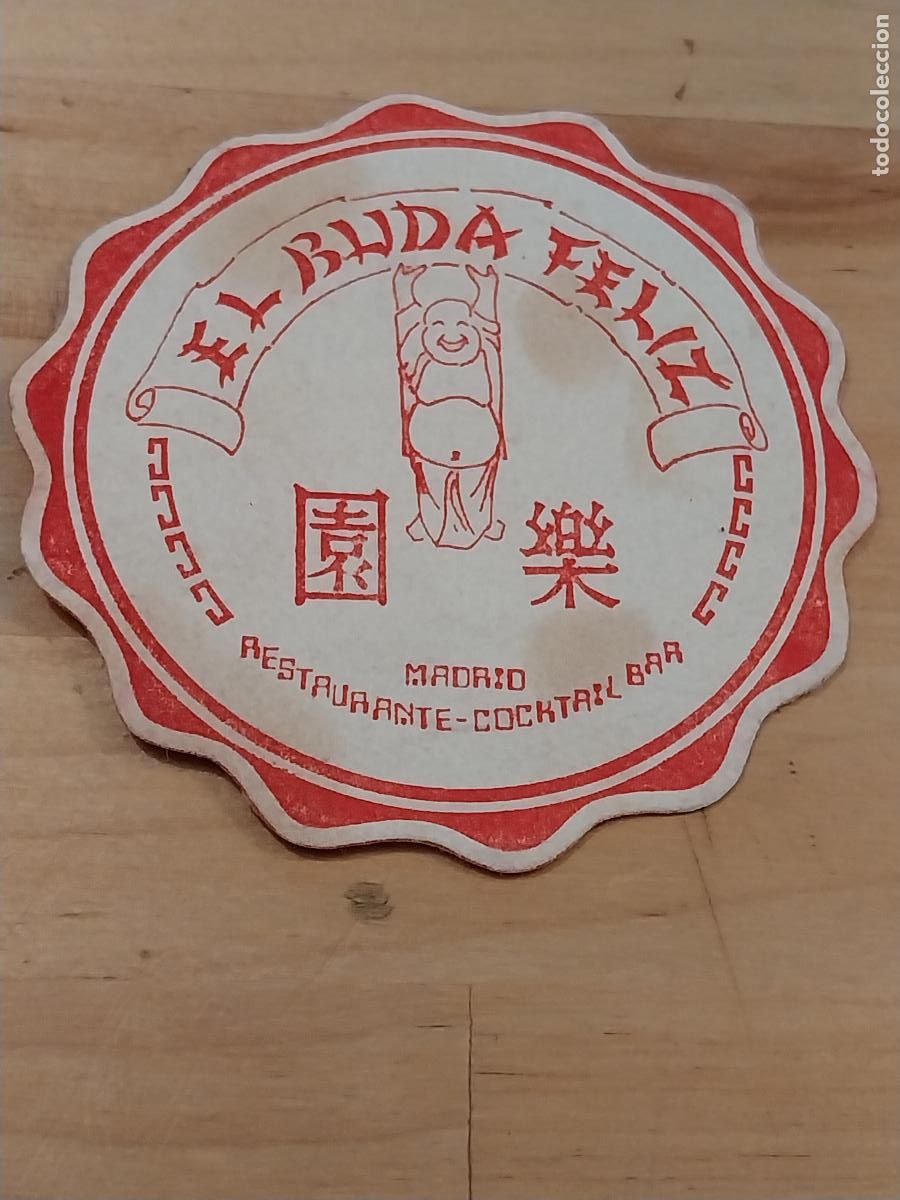 EL BUDA FELIZ
園 樂
MADRID
RESTAURANTE-COCKTAIL BAR
todocoleccion